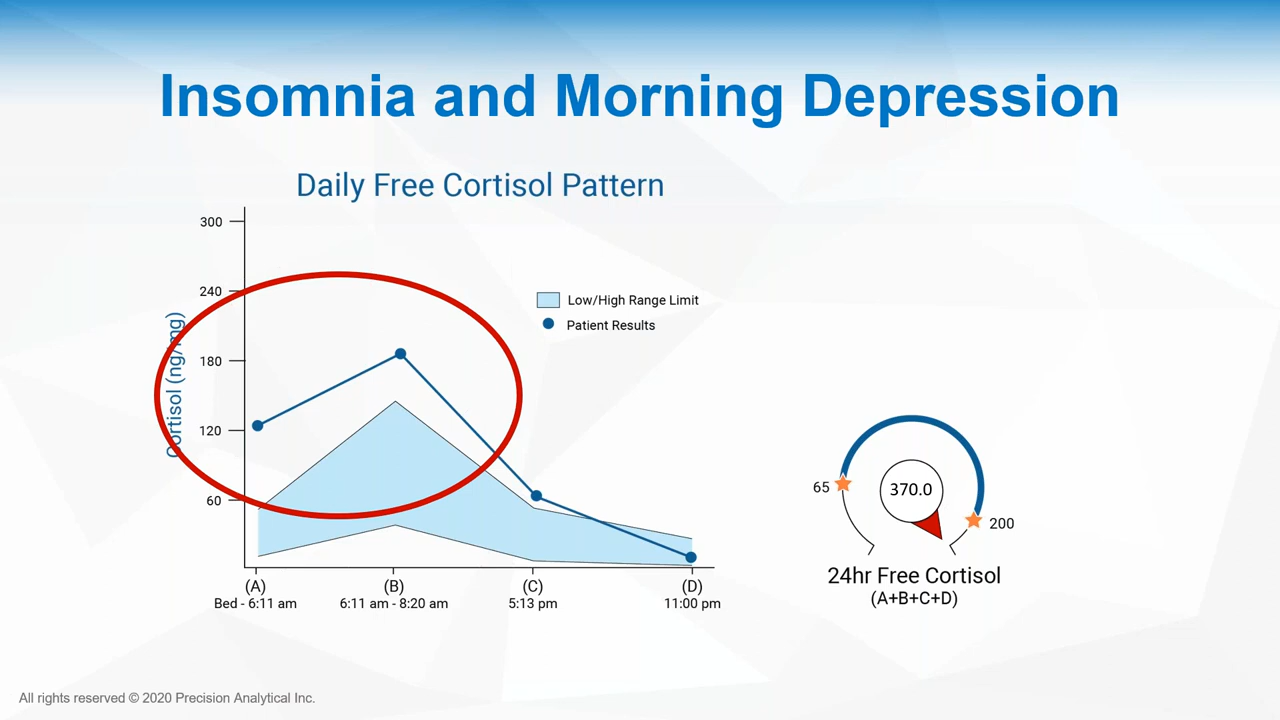 Insomnia and Morning Depression
Daily Free Cortisol Pattern
Cortisol (ng/mg)
300
240
180
120
60
Low/High Range Limit
Patient Results
(A)
Bed - 6:11 am
(B)
6:11 am - 8:20 am
(C)
5:13 pm
(D)
11:00 pm
65
370.0
200
24hr Free Cortisol
(A+B+C+D)
All rights reserved © 2020 Precision Analytical Inc.